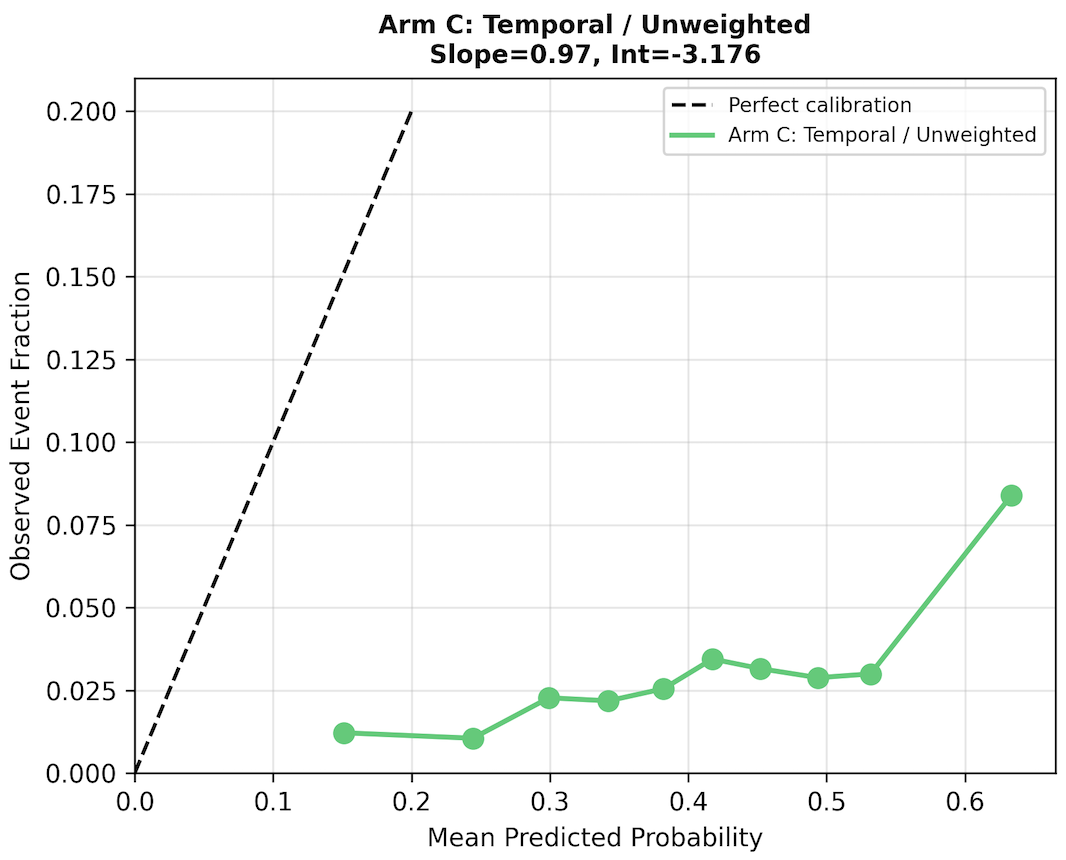 Arm C: Temporal / Unweighted
Slope=0.97, Int=-3.176
Perfect calibration
Arm C: Temporal / Unweighted
Observed Event Fraction
0.200
0.175
0.150
0.125
0.100
0.075
0.050
0.025
0.000
0.0 0.1 0.2 0.3 0.4 0.5 0.6
Mean Predicted Probability